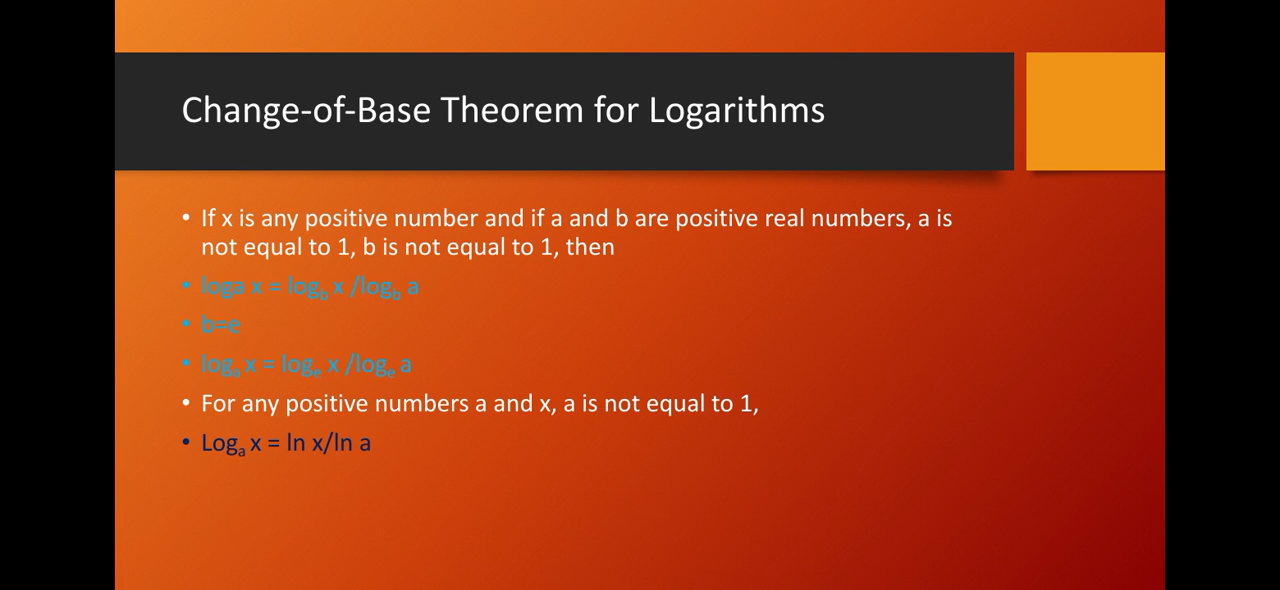 Change-of-Base Theorem for Logarithms
• If x is any positive number and if a and b are positive real numbers, a is
not equal to 1, b is not equal to 1, then
• loga x = log_b x /log_b a
• b=e
• log_a x = log_e x /log_e a
• For any positive numbers a and x, a is not equal to 1,
• Log_a x = ln x/ln a